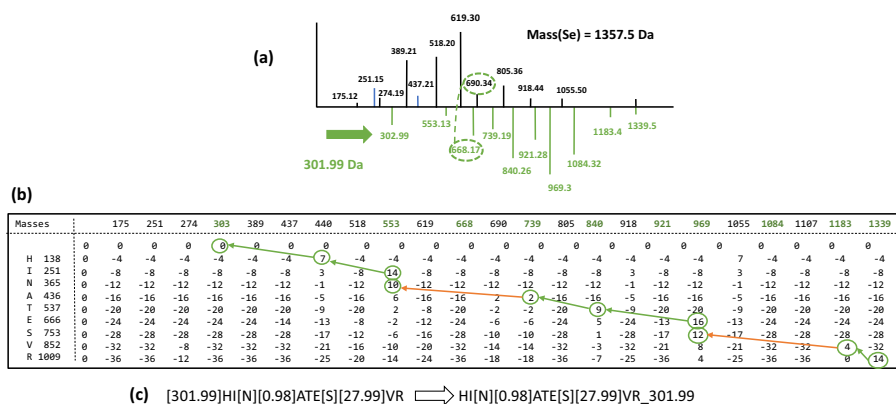 (a)
Mass(Se) = 1357.5 Da
619.30
518.20
389.21
251.15
274.19
175.12
437.21
690.34
805.36
918.44
1055.50
302.99
553.13
668.17
739.19
840.26
921.28
969.3
1084.32
1183.4
1339.5
301.99 Da
(b)
Masses 175 251 274 303 389 437 440 518 553 619 668 690 739 805 840 918 921 969 1055 1084 1107 1183 1339
0 0 0 0 0 0 0 0 0 0 0 0 0 0 0 0 0 0 0 0 0 0 0 0
H 138 0 -4 -4 -4 -4 -4 -4 7 -4 -4 -4 -4 -4 -4 -4 -4 -4 -4 -4 7 -4 -4 -4 -4
I 251 0 -8 -8 -8 -8 -8 -8 3 -8 14 -8 -8 -8 -8 -8 -8 3 -8 -8 3 -8 -8 -8 -8
N 365 0 -12 -12 -12 -12 -12 -12 -1 -12 10 -12 -12 -12 -12 -12 -12 -1 -12 -12 -1 -12 -12 -12 -12
A 436 0 -16 -16 -16 -16 -16 -16 -5 -16 6 -16 -16 2 2 -16 -16 -5 -16 -16 -5 -16 -16 -16 -16
T 537 0 -20 -20 -20 -20 -20 -20 -9 -20 2 -8 -20 -2 -2 -20 9 -9 -20 -20 -9 -20 -20 -20 -20
E 666 0 -24 -24 -24 -24 -24 -14 -13 -8 -2 -12 -24 -6 -6 -24 5 -24 -13 16 -13 -24 -24 -24 -24
S 753 0 -28 -28 -28 -28 -28 -28 -17 -12 6 -16 -28 -10 -10 -28 1 -28 -17 12 -17 -28 -28 -28 -28
V 852 0 -32 -8 -32 -32 -32 -32 -21 -16 -10 -20 -32 -14 -14 -32 -3 -32 -21 8 -21 -32 -32 4 -28
R 1009 0 -36 -36 -12 -36 -36 -36 -25 -20 -14 -24 -36 -18 -18 -36 -7 -25 -36 4 -25 -36 -36 0 14
(c) [301.99]HI[N][0.98]ATE[S][27.99]VR HI[N][0.98]ATE[S][27.99]VR_301.99